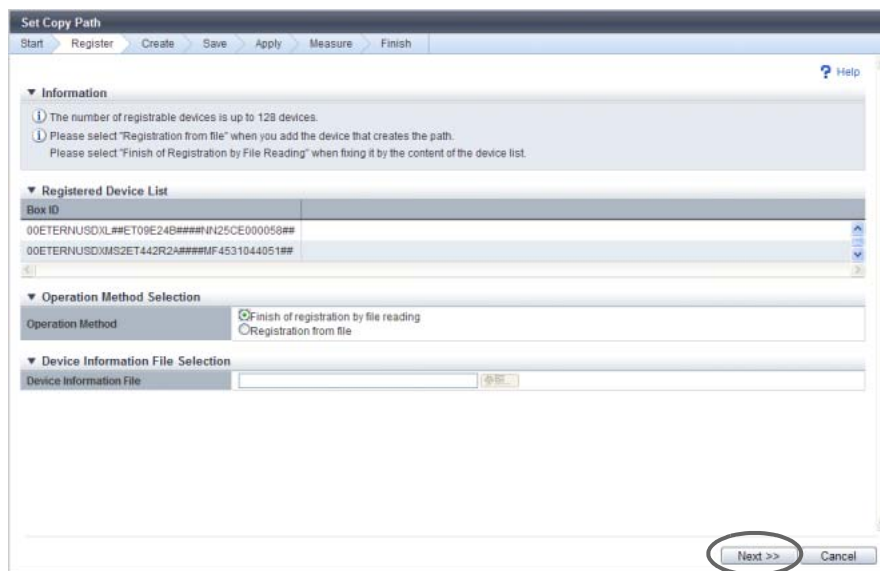 Set Copy Path
Start Register Create Save Apply Measure Finish
? Help
▼ Information
The number of registrable devices is up to 128 devices.
Please select "Registration from file" when you add the device that creates the path.
Please select "Finish of Registration by File Reading" when fixing it by the content of the device list.
▼ Registered Device List
Box ID
00ETERNUSDXL##ET09E24B####NN25CE000058##
00ETERNUSDXMS2ET442R2A####MF4531044051##
▼ Operation Method Selection
Operation Method
Finish of registration by file reading
Registration from file
▼ Device Information File Selection
Device Information File 参照...
Next >> Cancel